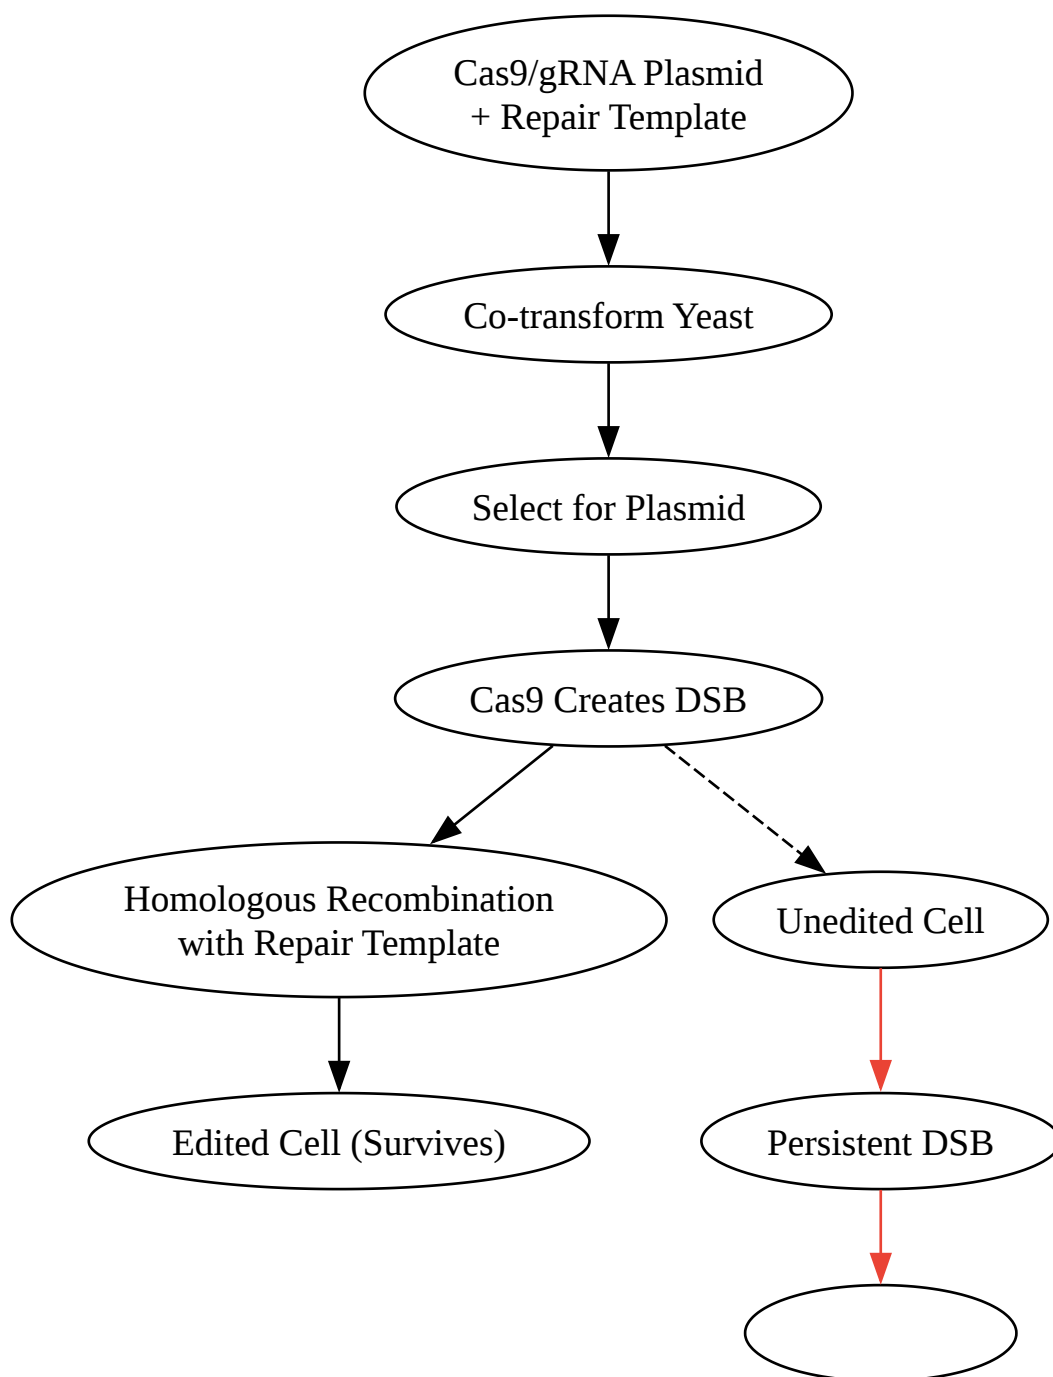 Cas9/gRNA Plasmid
+ Repair Template
Co-transform Yeast
Select for Plasmid
Cas9 Creates DSB
Homologous Recombination
with Repair Template
Unedited Cell
Edited Cell (Survives)
Persistent DSB